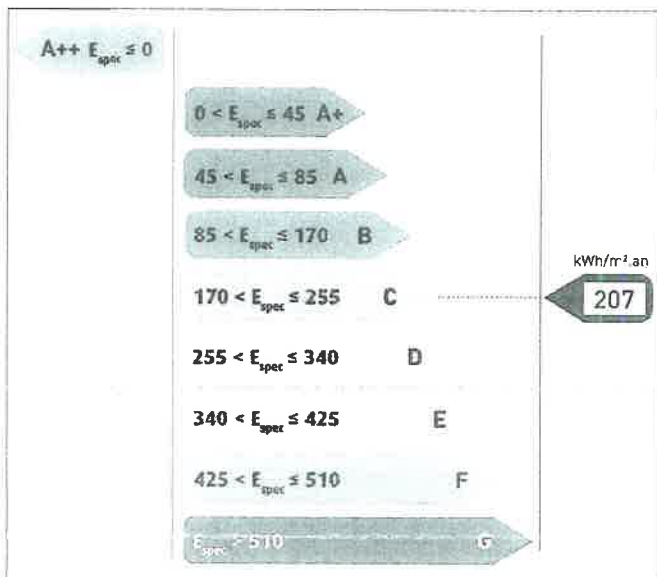 A++ E_spec ≤ 0
0 < E_spec ≤ 45 A+
45 < E_spec ≤ 85 A
85 < E_spec ≤ 170 B
kWh/m².an
170 < E_spec ≤ 255 C
207
255 < E_spec ≤ 340 D
340 < E_spec ≤ 425 E
425 < E_spec ≤ 510 F
E_spec > 510 G